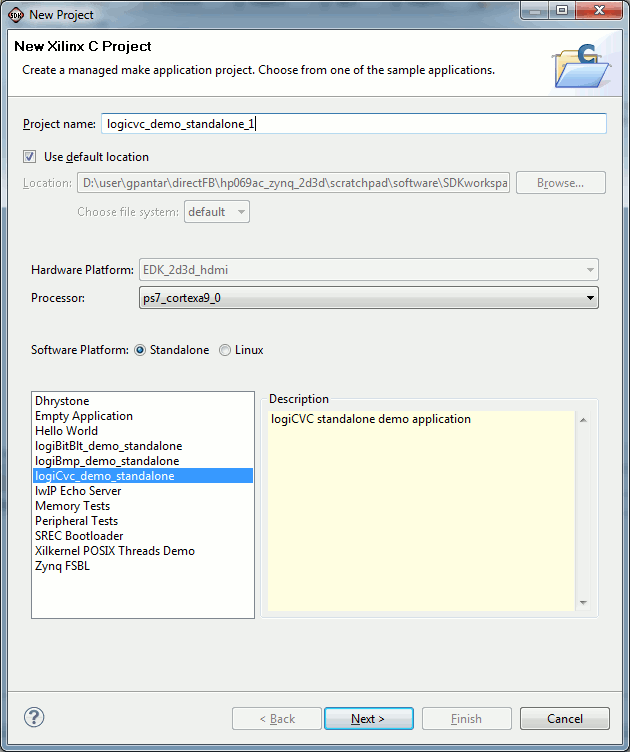 SDK New Project
New Xilinx C Project
Create a managed make application project. Choose from one of the sample applications.
C
Project name: logicvc_demo_standalone_1
Use default location
Location: D:\user\gpantar\directFB\hp069ac_zynq_2d3d\scratchpad\software\SDKworkspa Browse...
Choose file system: default
Hardware Platform: EDK_2d3d_hdmi
Processor: ps7_cortexa9_0
Software Platform: Standalone Linux
Dhrystone
Empty Application
Hello World
logiBitBlt_demo_standalone
logiBmp_demo_standalone
logiCvc_demo_standalone
lwIP Echo Server
Memory Tests
Peripheral Tests
SREC Bootloader
Xilkernel POSIX Threads Demo
Zynq FSBL
Description
logiCVC standalone demo application
? < Back Next > Finish Cancel